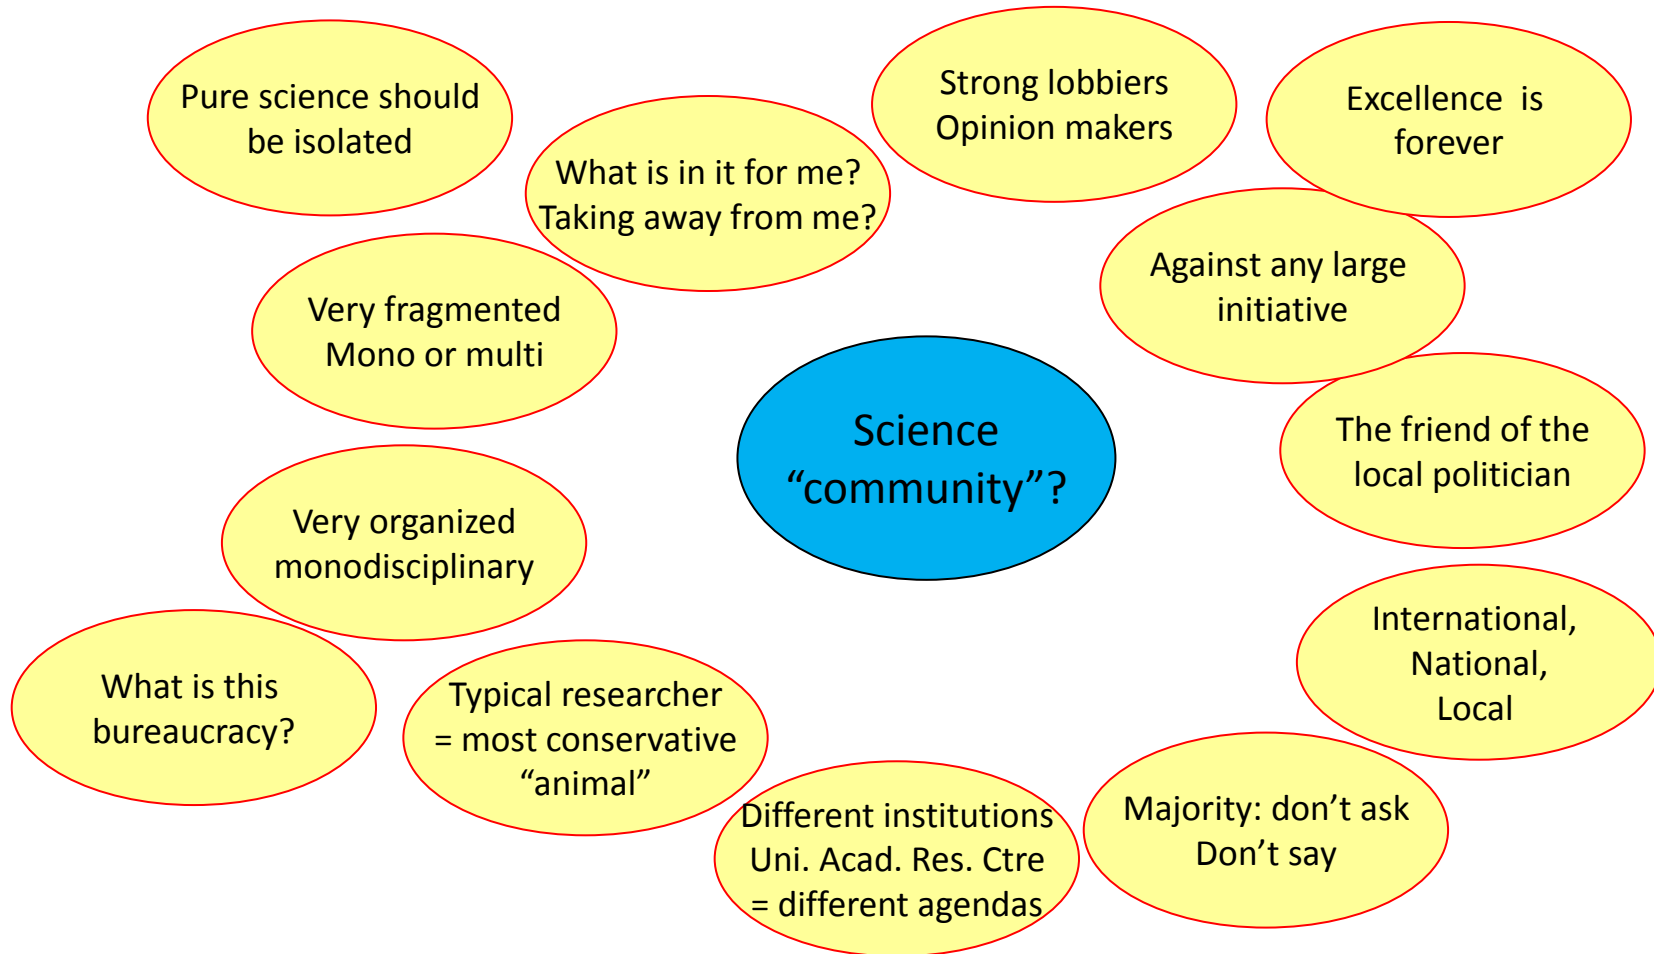 Pure science should
be isolated
What is in it for me?
Taking away from me?
Strong lobbiers
Opinion makers
Excellence is
forever
Against any large
initiative
Very fragmented
Mono or multi
Science
“community”?
The friend of the
local politician
Very organized
monodisciplinary
International,
National,
Local
What is this
bureaucracy?
Typical researcher
= most conservative
“animal”
Different institutions
Uni. Acad. Res. Ctre
= different agendas
Majority: don’t ask
Don’t say